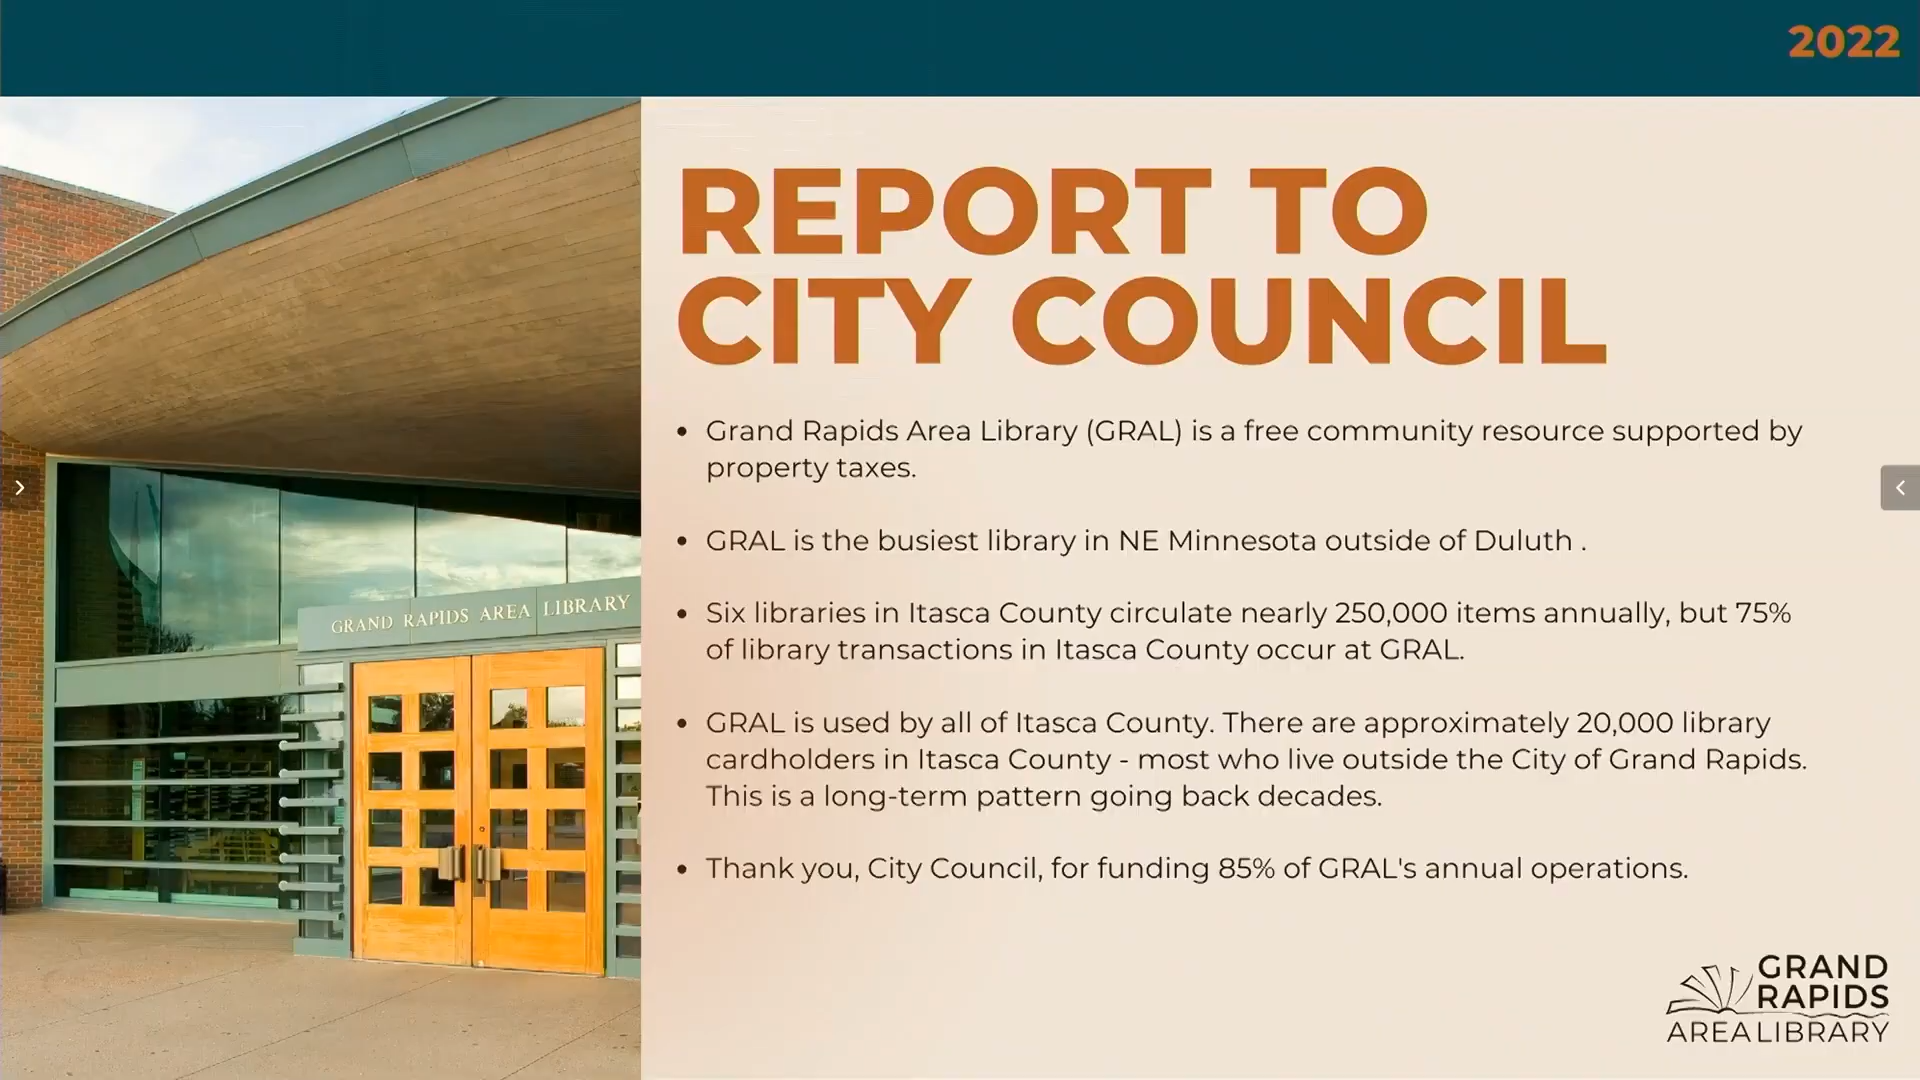 2022
REPORT TO
CITY COUNCIL
• Grand Rapids Area Library (GRAL) is a free community resource supported by
property taxes.
• GRAL is the busiest library in NE Minnesota outside of Duluth .
• Six libraries in Itasca County circulate nearly 250,000 items annually, but 75%
of library transactions in Itasca County occur at GRAL.
• GRAL is used by all of Itasca County. There are approximately 20,000 library
cardholders in Itasca County - most who live outside the City of Grand Rapids.
This is a long-term pattern going back decades.
• Thank you, City Council, for funding 85% of GRAL's annual operations.
GRAND RAPIDS AREA LIBRARY
GRAND
RAPIDS
AREA LIBRARY